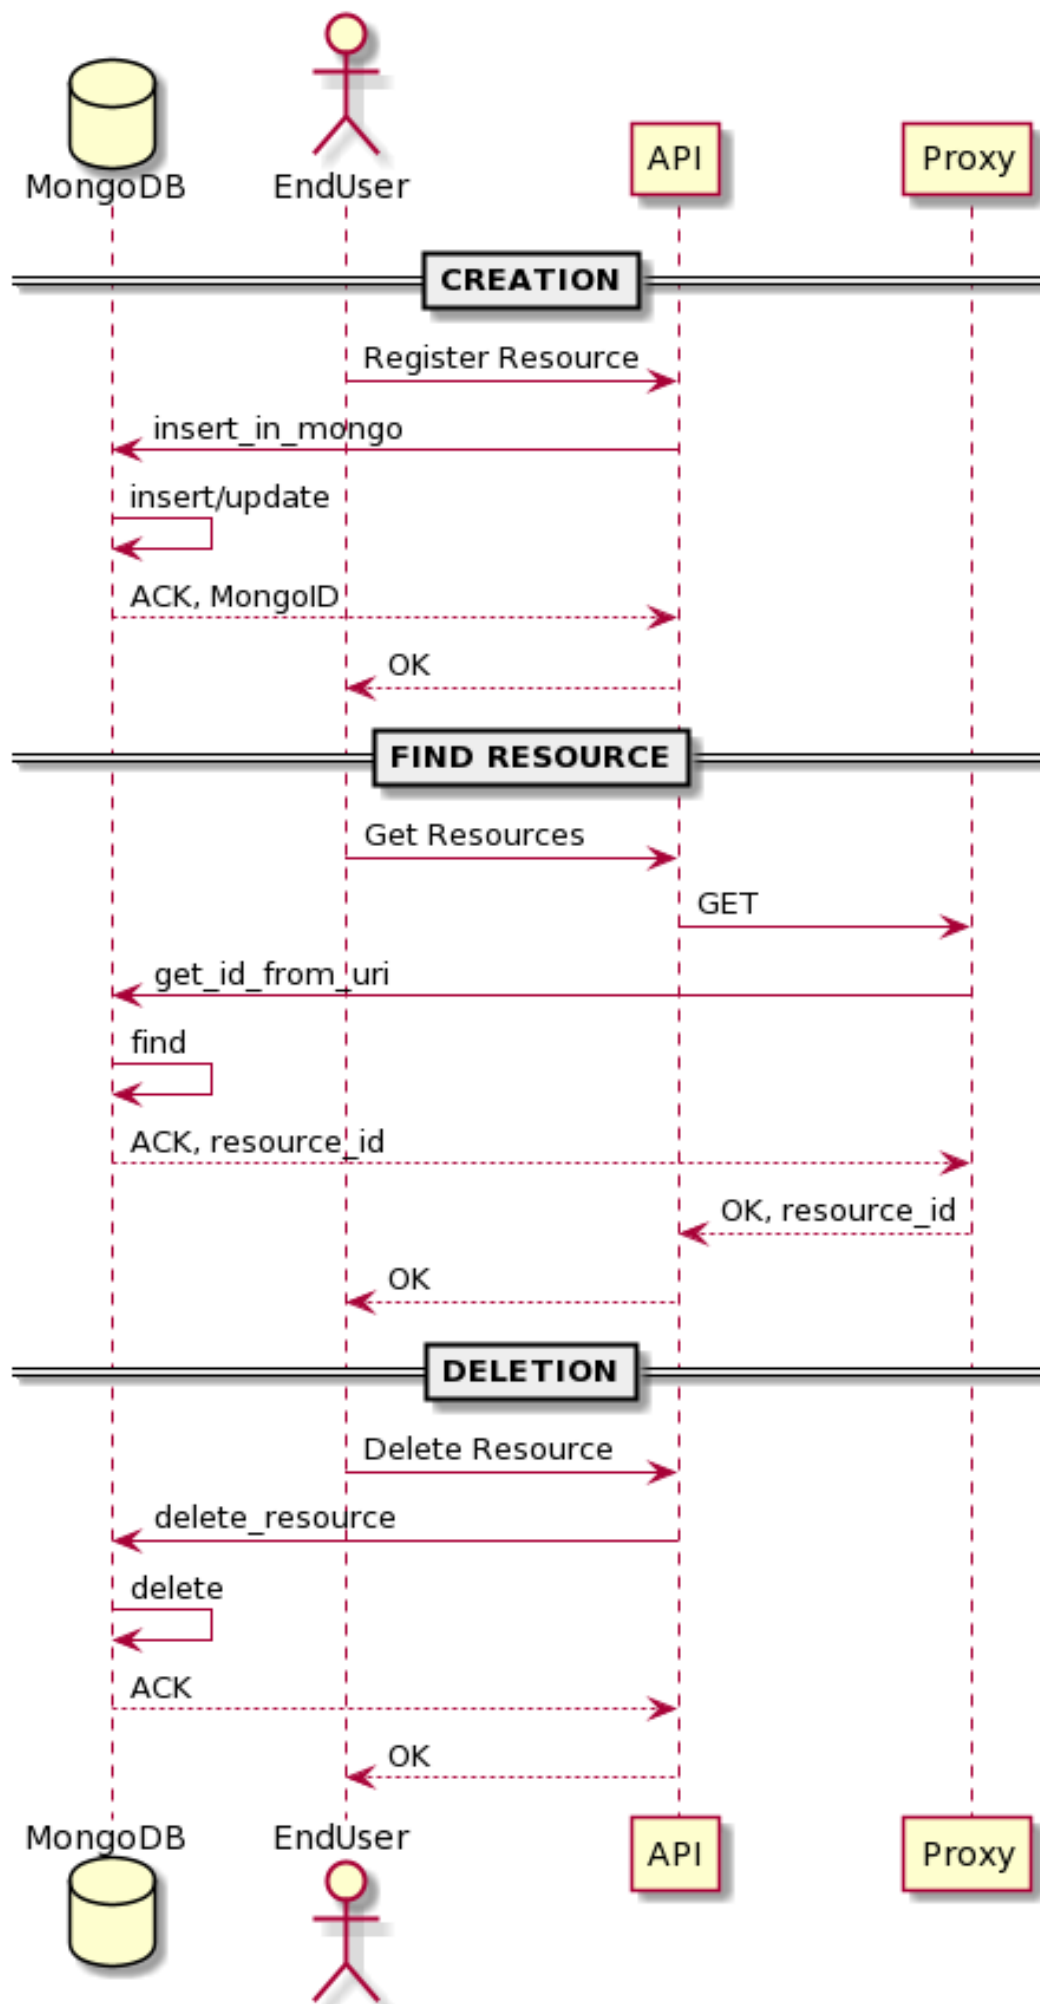 MongoDB
EndUser
API
Proxy
CREATION
Register Resource
insert_in_mongo
insert/update
ACK, MongoID
OK
FIND RESOURCE
Get Resources
GET
get_id_from_uri
find
ACK, resource_id
OK, resource_id
OK
DELETION
Delete Resource
delete_resource
delete
ACK
OK
MongoDB
EndUser
API
Proxy